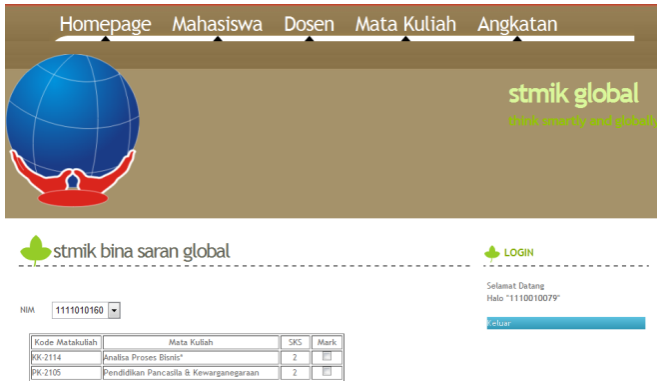 Homepage Mahasiswa Dosen Mata Kuliah Angkatan
stmik global
think smartly and globally
stmik bina saran global
LOGIN
Selamat Datang
Halo "1110010079"
Keluar
NIM 1111010160
Kode Matakuliah Mata Kuliah SKS Mark
KK-2114 Analisa Proses Bisnis*
2
PK-2105 Pendidikan Pancasila & Kewarganegaraan 2